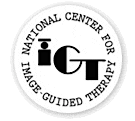 NATIONAL CENTER FOR
IMAGE-GUIDED THERAPY
iGT